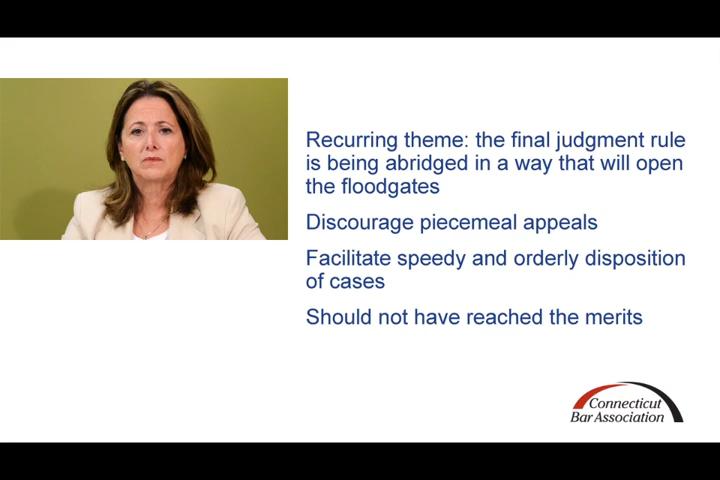 Recurring theme: the final judgment rule
is being abridged in a way that will open
the floodgates
Discourage piecemeal appeals
Facilitate speedy and orderly disposition
of cases
Should not have reached the merits
Connecticut
Bar Association